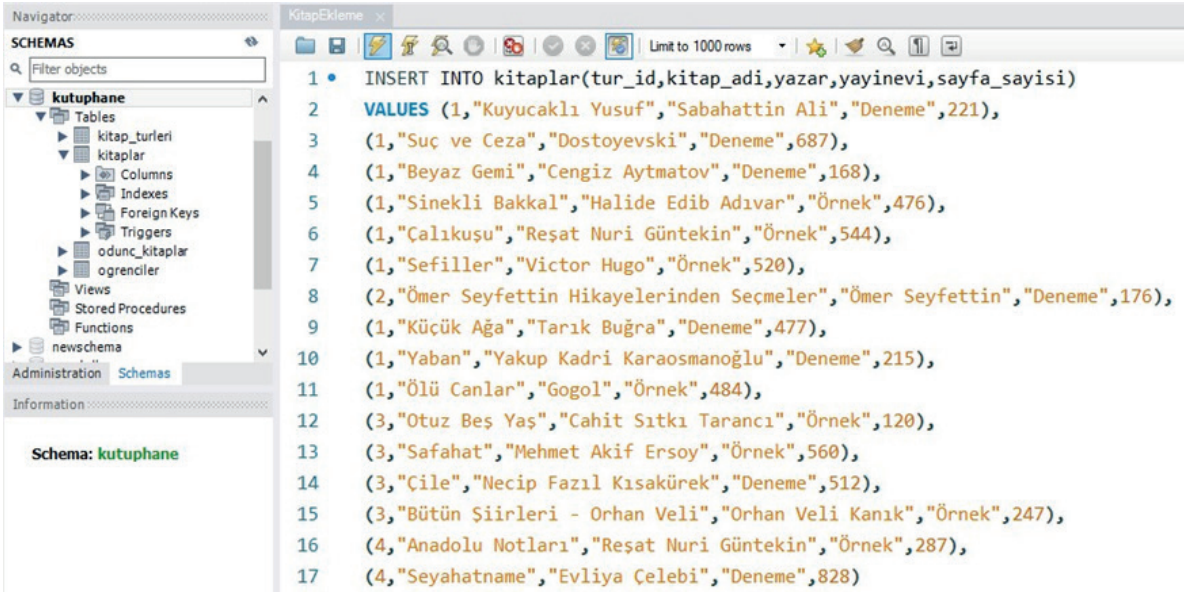 Navigator
SCHEMAS
Filter objects
kutuphane
Tables
kitap_turleri
kitaplar
Columns
Indexes
Foreign Keys
Triggers
odunc_kitaplar
ogrenciler
Views
Stored Procedures
Functions
newschema
Administration Schemas
Information
Schema: kutuphane
KitapEkleme
Limit to 1000 rows
1 INSERT INTO kitaplar(tur_id,kitap_adi,yazar,yayinevi,sayfa_sayisi)
2 VALUES (1,"Kuyucaklı Yusuf","Sabahattin Ali","Deneme",221),
3 (1,"Suç ve Ceza","Dostoyevski","Deneme",687),
4 (1,"Beyaz Gemi","Cengiz Aytmatov","Deneme",168),
5 (1,"Sinekli Bakkal","Halide Edib Adıvar","Örnek",476),
6 (1,"Çalıkuşu","Reşat Nuri Güntekin","Örnek",544),
7 (1,"Sefiller","Victor Hugo","Örnek",520),
8 (2,"Ömer Seyfettin Hikayelerinden Seçmeler","Ömer Seyfettin","Deneme",176),
9 (1,"Küçük Ağa","Tarık Buğra","Deneme",477),
10 (1,"Yaban","Yakup Kadri Karaosmanoğlu","Deneme",215),
11 (1,"Ölü Canlar","Gogol","Örnek",484),
12 (3,"Otuz Beş Yaş","Cahit Sıtkı Tarancı","Örnek",120),
13 (3,"Safahat","Mehmet Akif Ersoy","Örnek",560),
14 (3,"Çile","Necip Fazıl Kısakürek","Deneme",512),
15 (3,"Bütün Şiirleri - Orhan Veli","Orhan Veli Kanık","Örnek",247),
16 (4,"Anadolu Notları","Reşat Nuri Güntekin","Örnek",287),
17 (4,"Seyahatname","Evliya Çelebi","Deneme",828)